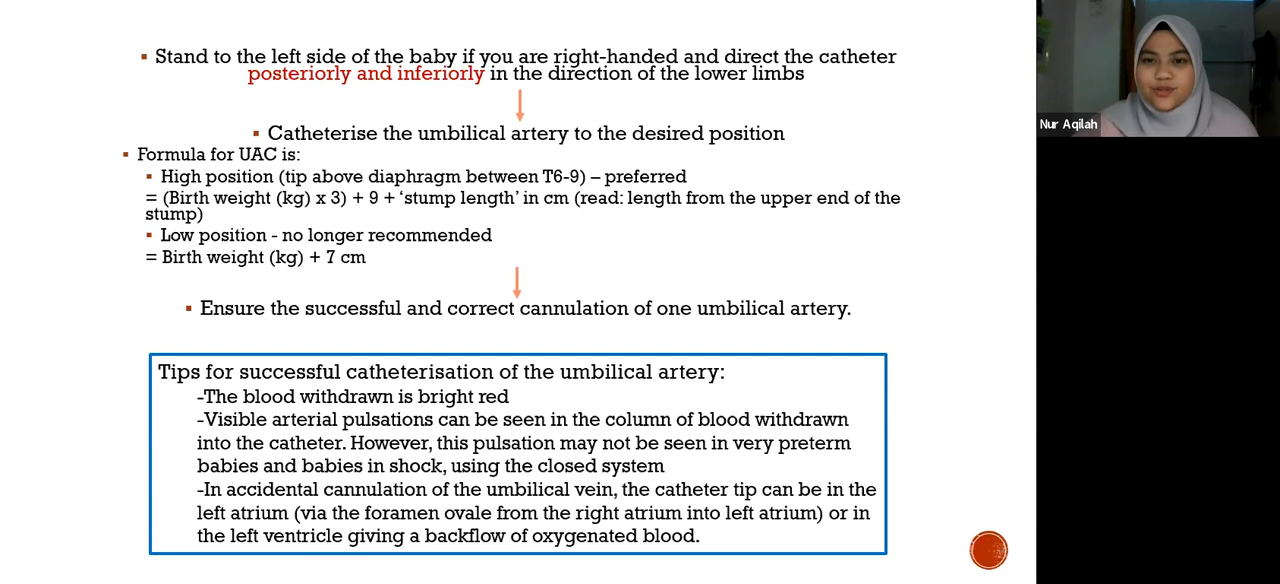 ▪ Stand to the left side of the baby if you are right-handed and direct the catheter
posteriorly and inferiorly in the direction of the lower limbs
▪ Catheterise the umbilical artery to the desired position
▪ Formula for UAC is:
▪ High position (tip above diaphragm between T6-9) – preferred
= (Birth weight (kg) x 3) + 9 + ‘stump length’ in cm (read: length from the upper end of the
stump)
▪ Low position - no longer recommended
= Birth weight (kg) + 7 cm
▪ Ensure the successful and correct cannulation of one umbilical artery.
Tips for successful catheterisation of the umbilical artery:
-The blood withdrawn is bright red
-Visible arterial pulsations can be seen in the column of blood withdrawn
into the catheter. However, this pulsation may not be seen in very preterm
babies and babies in shock, using the closed system
-In accidental cannulation of the umbilical vein, the catheter tip can be in the
left atrium (via the foramen ovale from the right atrium into left atrium) or in
the left ventricle giving a backflow of oxygenated blood.
Nur Aqilah